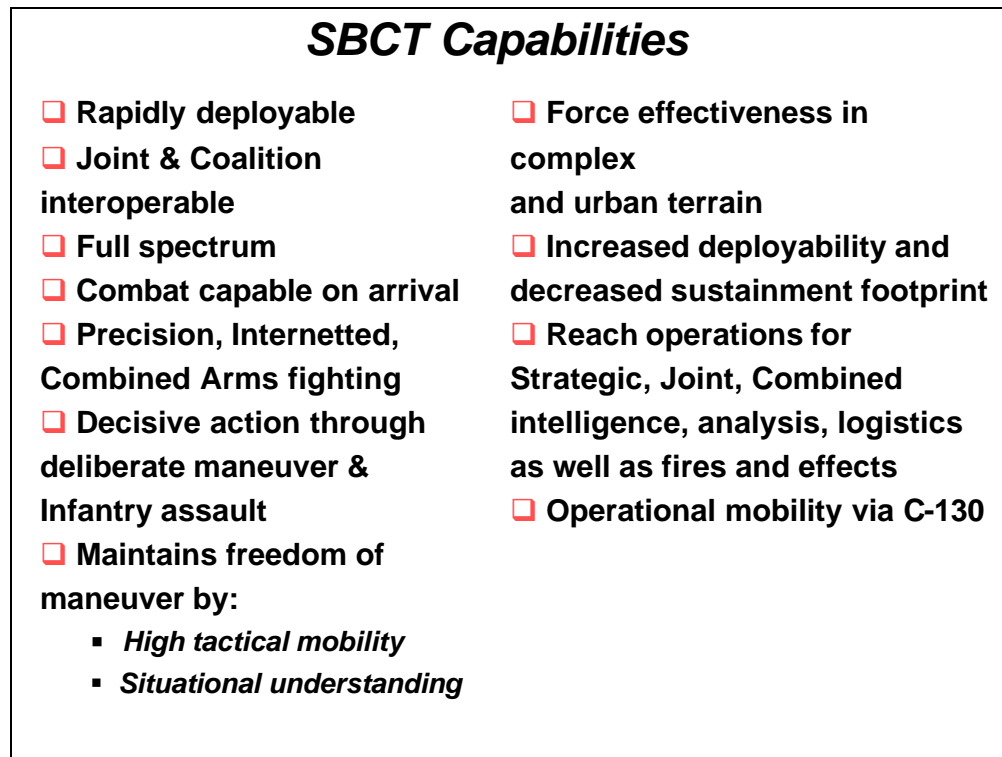 SBCT Capabilities
❑ Rapidly deployable
❑ Joint & Coalition
interoperable
❑ Full spectrum
❑ Combat capable on arrival
❑ Precision, Internetted,
Combined Arms fighting
❑ Decisive action through
deliberate maneuver &
Infantry assault
❑ Maintains freedom of
maneuver by:
▪ High tactical mobility
▪ Situational understanding
❑ Force effectiveness in
complex
and urban terrain
❑ Increased deployability and
decreased sustainment footprint
❑ Reach operations for
Strategic, Joint, Combined
intelligence, analysis, logistics
as well as fires and effects
❑ Operational mobility via C-130